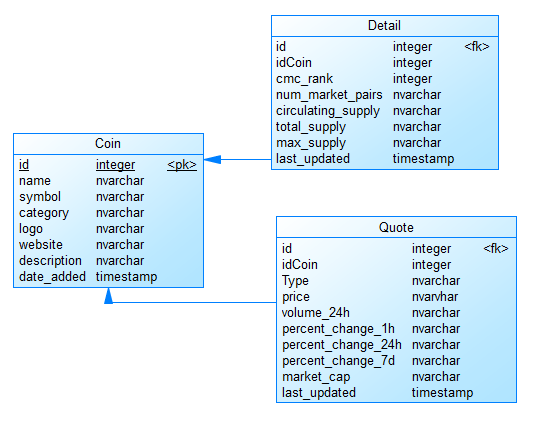 Detail
id integer <fk>
idCoin integer
cmc_rank integer
num_market_pairs nvarchar
circulating_supply nvarchar
total_supply nvarchar
max_supply nvarchar
last_updated timestamp
Coin
id integer <pk>
name nvarchar
symbol nvarchar
category nvarchar
logo nvarchar
website nvarchar
description nvarchar
date_added timestamp
Quote
id integer <fk>
idCoin integer
Type nvarchar
price nvarvhar
volume_24h nvarchar
percent_change_1h nvarchar
percent_change_24h nvarchar
percent_change_7d nvarchar
market_cap nvarchar
last_updated timestamp